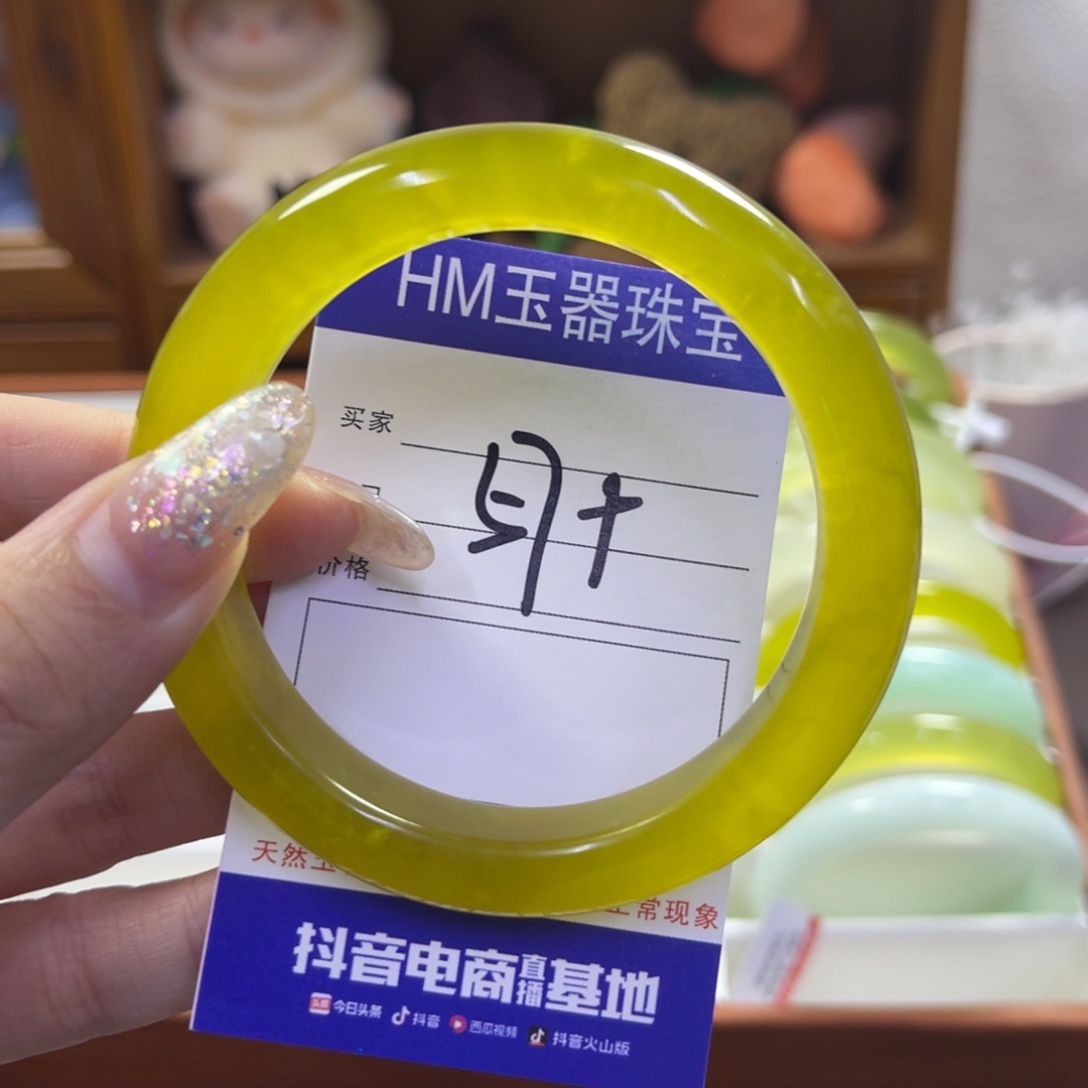 HM玉器珠宝
买家
价格
天然
正常现象
抖音电商直播基地
今日头条 抖音 西瓜视频 抖音火山版